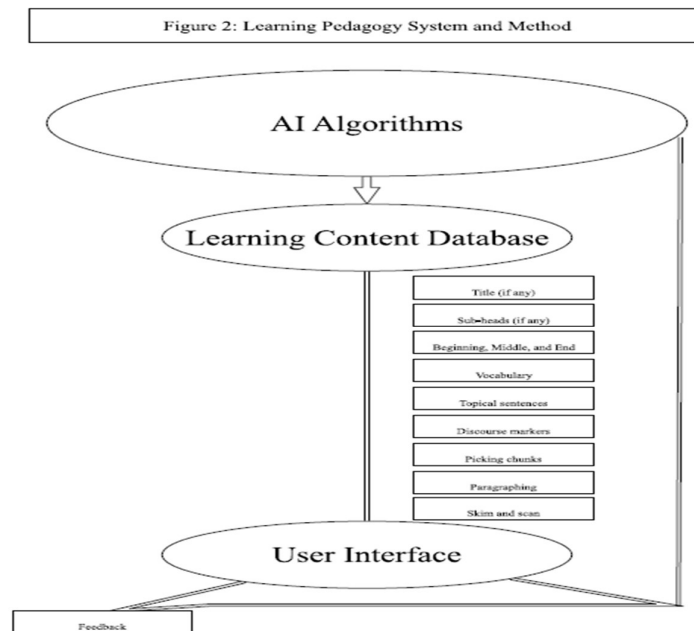 Figure 2: Learning Pedagogy System and Method
AI Algorithms
Learning Content Database
Title (if any)
Sub-heads (if any)
Beginning, Middle, and End
Vocabulary
Topical sentences
Discourse markers
Picking chunks
Paragraphing
Skim and scan
User Interface
Feedback